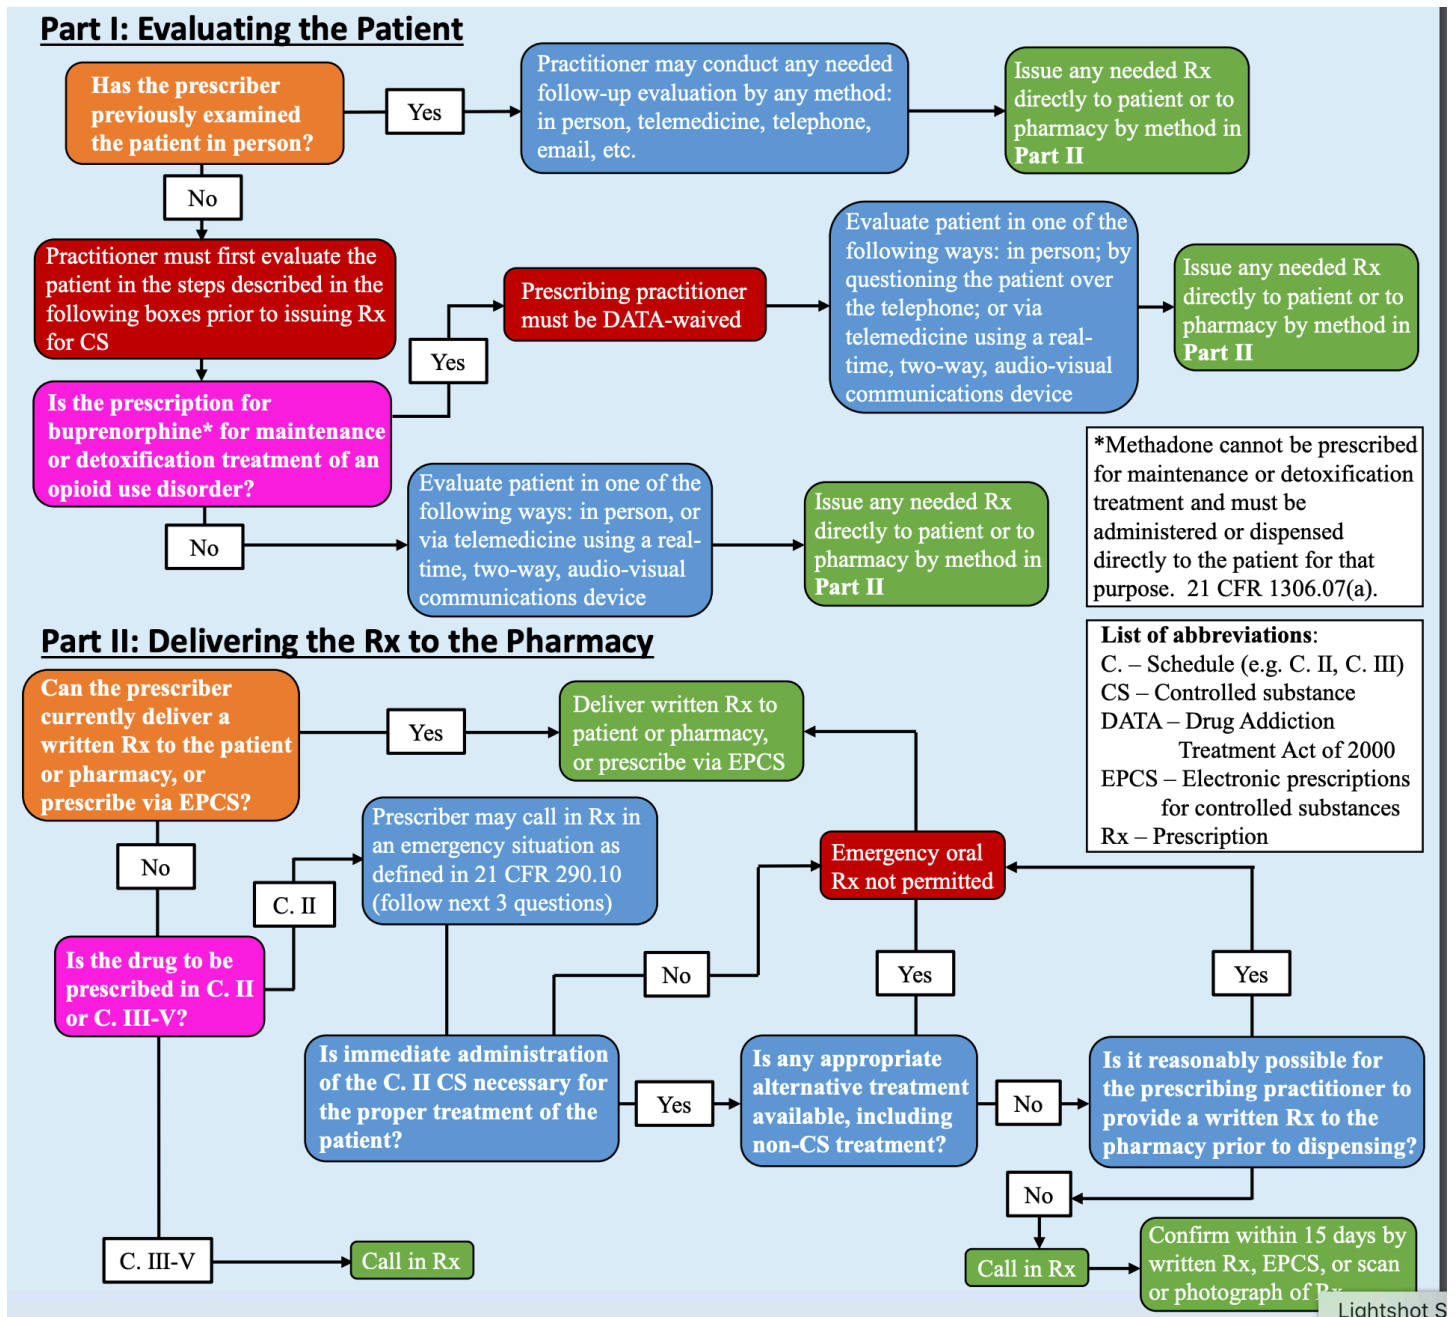 Part I: Evaluating the Patient
Has the prescriber
previously examined
the patient in person?
Yes
Practitioner may conduct any needed
follow-up evaluation by any method:
in person, telemedicine, telephone,
email, etc.
Issue any needed Rx
directly to patient or to
pharmacy by method in
Part II
No
Practitioner must first evaluate the
patient in the steps described in the
following boxes prior to issuing Rx
for CS
Is the prescription for
buprenorphine* for maintenance
or detoxification treatment of an
opioid use disorder?
Yes
Prescribing practitioner
must be DATA-waived
Evaluate patient in one of the
following ways: in person; by
questioning the patient over
the telephone; or via
telemedicine using a real-
time, two-way, audio-visual
communications device
Issue any needed Rx
directly to patient or to
pharmacy by method in
Part II
No
Evaluate patient in one of the
following ways: in person, or
via telemedicine using a real-
time, two-way, audio-visual
communications device
Issue any needed Rx
directly to patient or to
pharmacy by method in
Part II
*Methadone cannot be prescribed
for maintenance or detoxification
treatment and must be
administered or dispensed
directly to the patient for that
purpose.  21 CFR 1306.07(a).
Part II: Delivering the Rx to the Pharmacy
List of abbreviations:
C. – Schedule (e.g. C. II, C. III)
CS – Controlled substance
DATA – Drug Addiction
Treatment Act of 2000
EPCS – Electronic prescriptions
for controlled substances
Rx – Prescription
Can the prescriber
currently deliver a
written Rx to the patient
or pharmacy, or
prescribe via EPCS?
Yes
Deliver written Rx to
patient or pharmacy,
or prescribe via EPCS
No
Is the drug to be
prescribed in C. II
or C. III-V?
C. II
Prescriber may call in Rx in
an emergency situation as
defined in 21 CFR 290.10
(follow next 3 questions)
Emergency oral
Rx not permitted
No
Yes
Yes
Is immediate administration
of the C. II CS necessary for
the proper treatment of the
patient?
Yes
Is any appropriate
alternative treatment
available, including
non-CS treatment?
No
Is it reasonably possible for
the prescribing practitioner to
provide a written Rx to the
pharmacy prior to dispensing?
No
Call in Rx
Confirm within 15 days by
written Rx, EPCS, or scan
or photograph of Rx
C. III-V
Call in Rx
Lightshot S